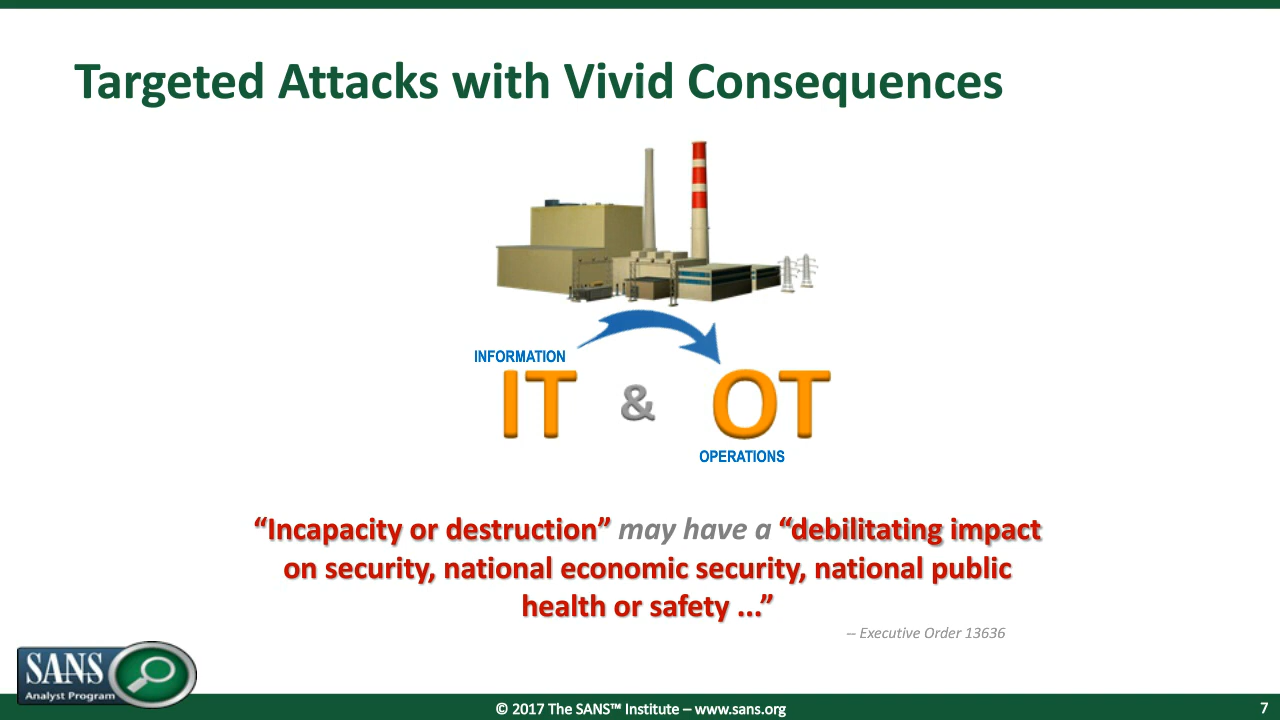 Targeted Attacks with Vivid Consequences
INFORMATION
IT & OT
OPERATIONS
“Incapacity or destruction” may have a “debilitating impact
on security, national economic security, national public
health or safety ...”
-- Executive Order 13636
SANS
Analyst Program
© 2017 The SANS™ Institute – www.sans.org
7